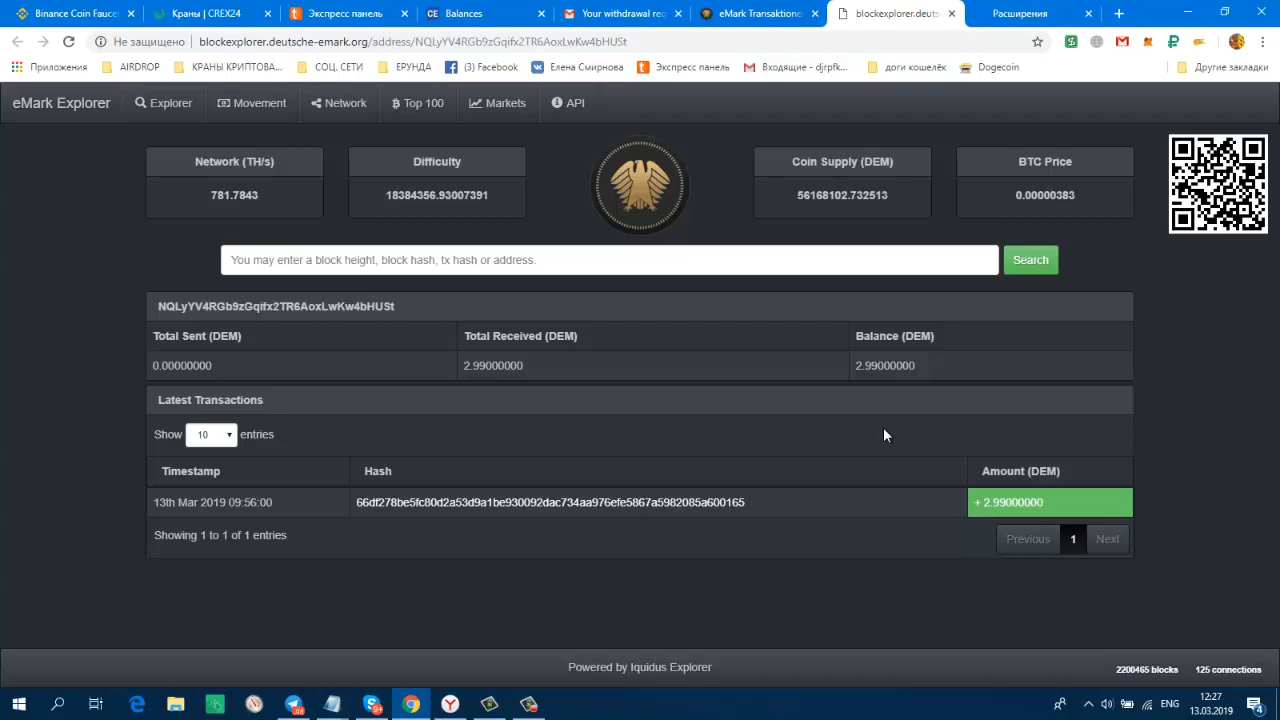 Binance Coin Faucet
Краны | CREX24
Экспресс панель
Balances
Your withdrawal req
eMark Transaktione
blockexplorer.deuts
Расширения
Не защищено | blockexplorer.deutsche-emark.org/address/NQLyYV4RGb9zGqifx2TR6AoxLwKw4bHUSt
Приложения
AIRDROP
КРАНЫ КРИПТОВА...
СОЦ. СЕТИ
ЕРУНДА
(3) Facebook
Елена Смирнова
Экспресс панель
Входящие - djrpfk...
доги кошелёк
Dogecoin
Другие закладки
eMark Explorer
Explorer
Movement
Network
Top 100
Markets
API
Network (TH/s)
781.7843
Difficulty
18384356.93007391
Coin Supply (DEM)
56168102.732513
BTC Price
0.00000383
You may enter a block height, block hash, tx hash or address.
Search
NQLyYV4RGb9zGqifx2TR6AoxLwKw4bHUSt
Total Sent (DEM) Total Received (DEM) Balance (DEM)
0.00000000 2.99000000 2.99000000
Latest Transactions
Show 10 entries
Timestamp Hash Amount (DEM)
13th Mar 2019 09:56:00 66df278be5fc80d2a53d9a1be930092dac734aa976efe5867a5982085a600165 + 2.99000000
Showing 1 to 1 of 1 entries
Previous 1 Next
Powered by Iquidus Explorer
2200465 blocks 125 connections
ENG
12:27
13.03.2019